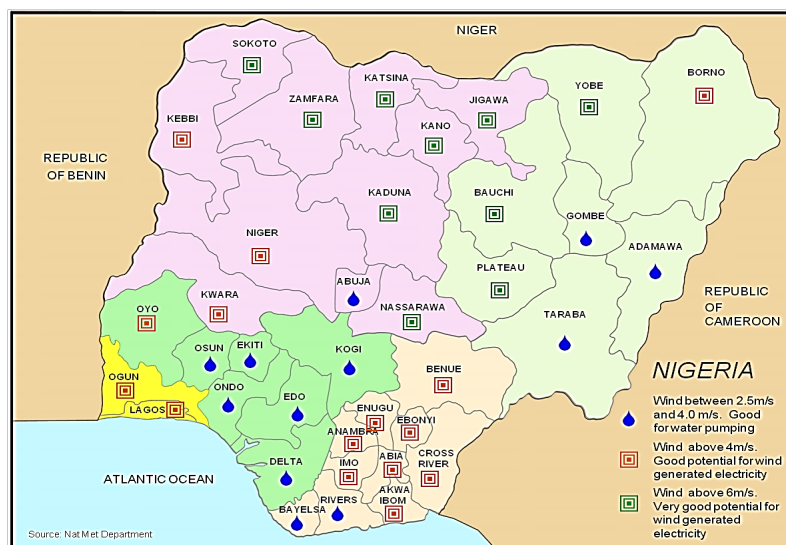 NIGER
SOKOTO
KATSINA
BORNO
YOBE
ZAMFARA
JIGAWA
KEBBI
KANO
REPUBLIC
OF BENIN
KADUNA
BAUCHI
GOMBE
NIGER
ADAMAWA
PLATEAU
ABUJA
REPUBLIC
OF
CAMEROON
KWARA
NASSARAWA
OYO
TARABA
OSUN
EKITI
KOGI
BENUE
NIGERIA
OGUN
ONDO
EDO
LAGOS
ENUGU
EBONYI
ANAMBRA
Wind between 2.5m/s
and 4.0 m/s. Good
for water pumping
CROSS
RIVER
ABIA
IMO
DELTA
ATLANTIC OCEAN
Wind above 4m/s.
Good potential for wind
generated electricity
AKWA
IBOM
RIVERS
BAYELSA
Wind above 6m/s.
Very good potential for
wind generated
electricity
Source: Nat Met Department